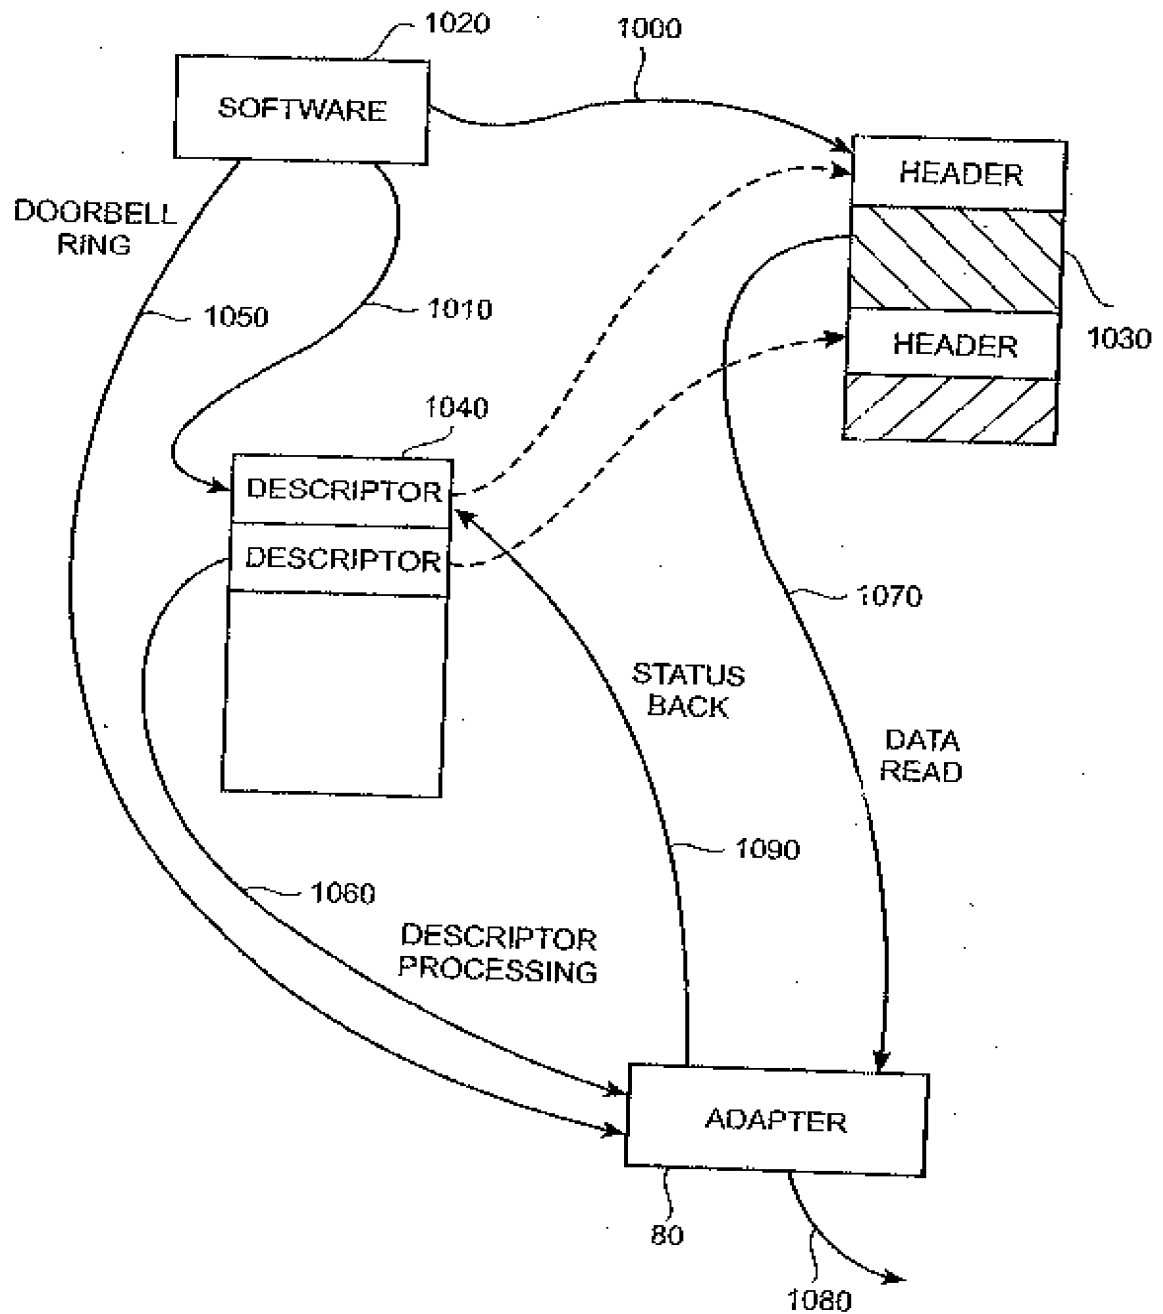 1020
1000
SOFTWARE
HEADER
DOORBELL
RING
1050
1010
1030
HEADER
1040
DESCRIPTOR
DESCRIPTOR
1070
STATUS
BACK
DATA
READ
1090
1060
DESCRIPTOR
PROCESSING
ADAPTER
80
1080